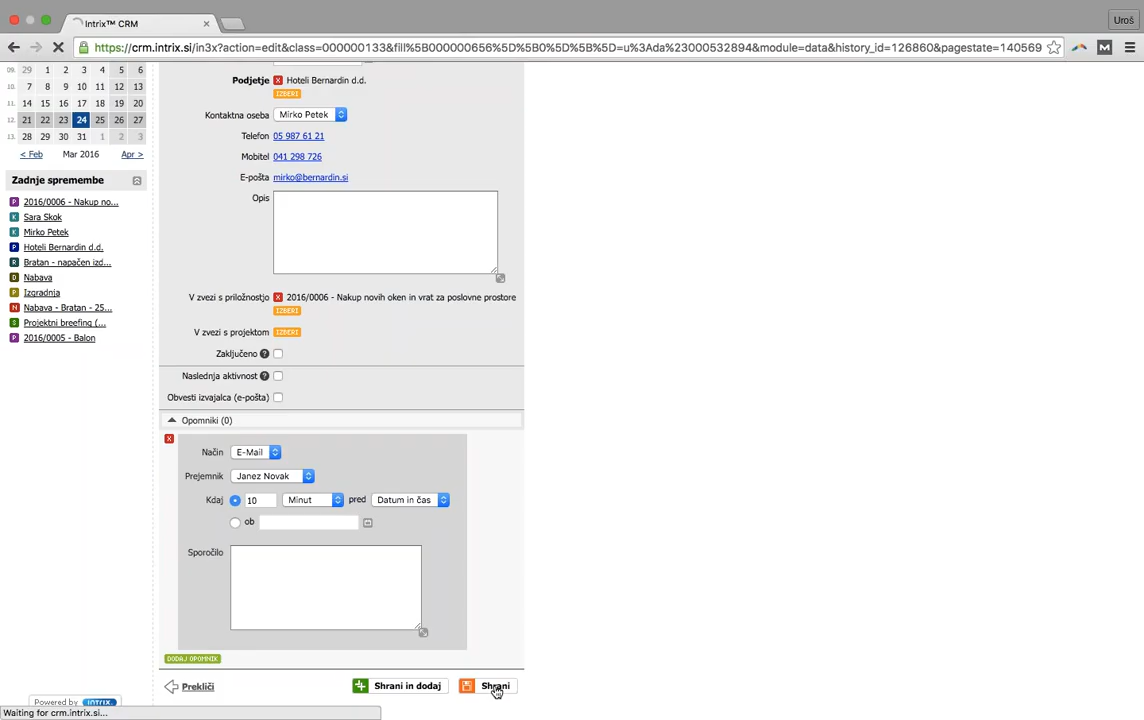 Intrix™ CRM
Uroš
https://crm.intrix.si/in3x?action=edit&class=000000133&fill%5B000000656%5D%5B0%5D%5B%5D=u%3Ada%23000532894&module=data&history_id=126860&pagestate=140569
09. 29 1 2 3 4 5 6
10. 7 8 9 10 11 12 13
11. 14 15 16 17 18 19 20
12. 21 22 23 24 25 26 27
13. 28 29 30 31 1 2 3
< Feb Mar 2016 Apr >
Zadnje spremembe
P 2016/0006 - Nakup no...
K Sara Skok
K Mirko Petek
P Hoteli Bernardin d.d.
R Bratan - napačen izd...
D Nabava
P Izgradnja
N Nabava - Bratan - 25...
S Projektni breefing (...
P 2016/0005 - Balon
Powered by INTRIX
Waiting for crm.intrix.si...
Podjetje X Hoteli Bernardin d.d.
IZBERI
Kontaktna oseba Mirko Petek
Telefon 05 987 61 21
Mobitel 041 298 726
E-pošta mirko@bernardin.si
Opis
V zvezi s priložnostjo X 2016/0006 - Nakup novih oken in vrat za poslovne prostore
IZBERI
V zvezi s projektom IZBERI
Zaključeno ?
Naslednja aktivnost ?
Obvesti izvajalca (e-pošta)
Opomniki (0)
X
Način E-Mail
Prejemnik Janez Novak
Kdaj 10 Minut pred Datum in čas
ob
Sporočilo
DODAJ OPOMNIK
Prekliči Shrani in dodaj Shrani